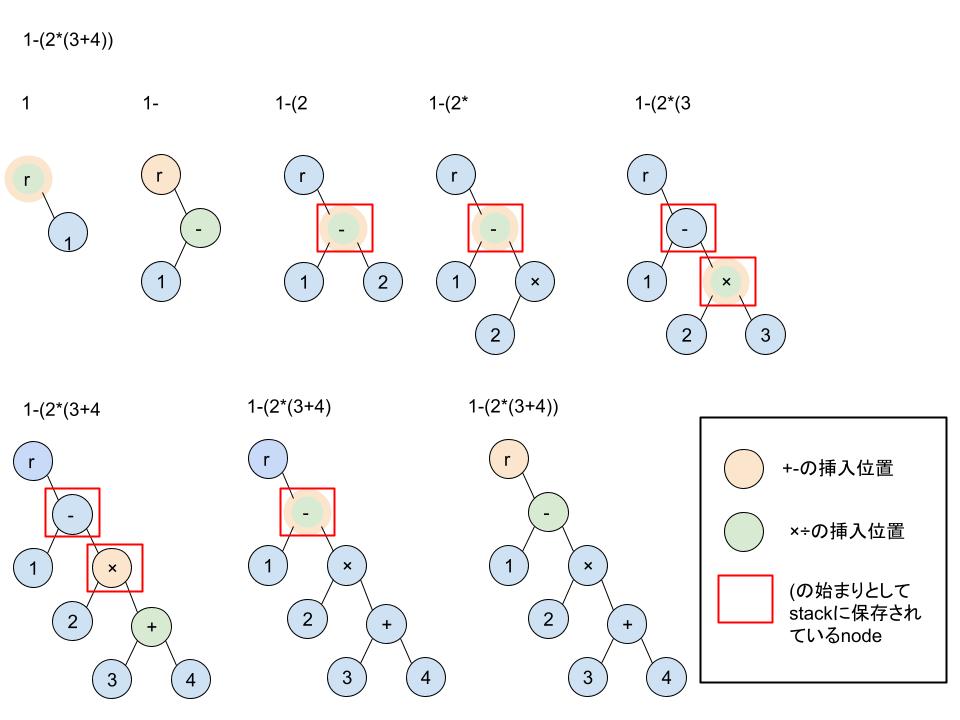 1-(2*(3+4))
1 1- 1-(2 1-(2* 1-(2*(3
r r r r r
1 - - - -
1 1 2 1 × 1 ×
2 2 3
1-(2*(3+4 1-(2*(3+4) 1-(2*(3+4))
r r r
- - -
1 × 1 × 1 ×
2 + 2 + 2 +
3 4 3 4 3 4
+-の挿入位置
×÷の挿入位置
(の始まりとして
stackに保存され
ているnode